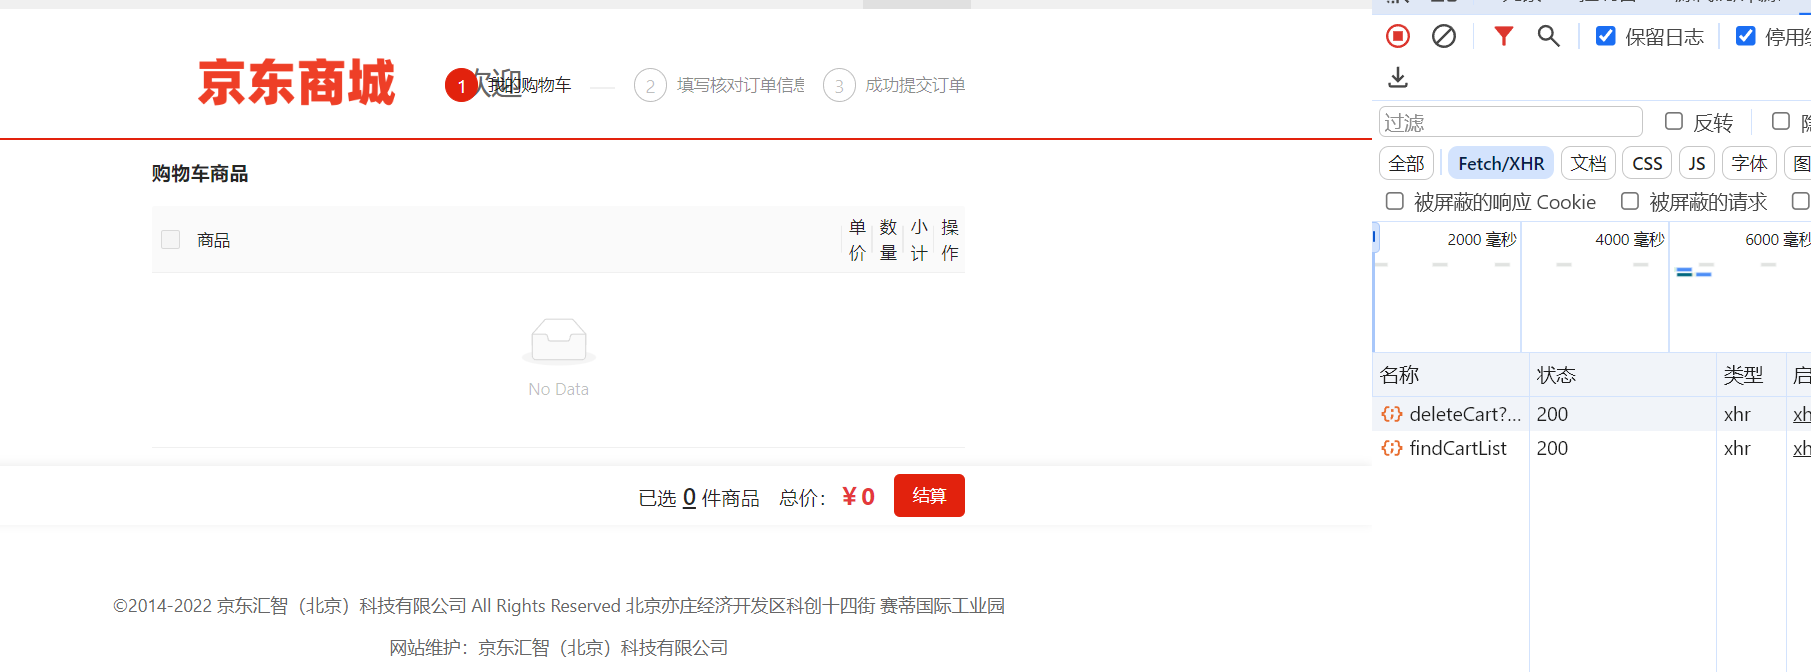 京东商城
欢迎
1 我的购物车
2 填写核对订单信息
3 成功提交订单
购物车商品
商品
单价
数量
小计
操作
No Data
已选 0 件商品 总价：¥0 结算
©2014-2022 京东汇智（北京）科技有限公司 All Rights Reserved 北京亦庄经济开发区科创十四街 赛蒂国际工业园
网站维护：京东汇智（北京）科技有限公司
保留日志
停用
过滤
反转
全部 Fetch/XHR 文档 CSS JS 字体 图
被屏蔽的响应 Cookie 被屏蔽的请求
2000 毫秒 4000 毫秒 6000 毫秒
名称 状态 类型 启
deleteCart?... 200 xhr xh
findCartList 200 xhr xh